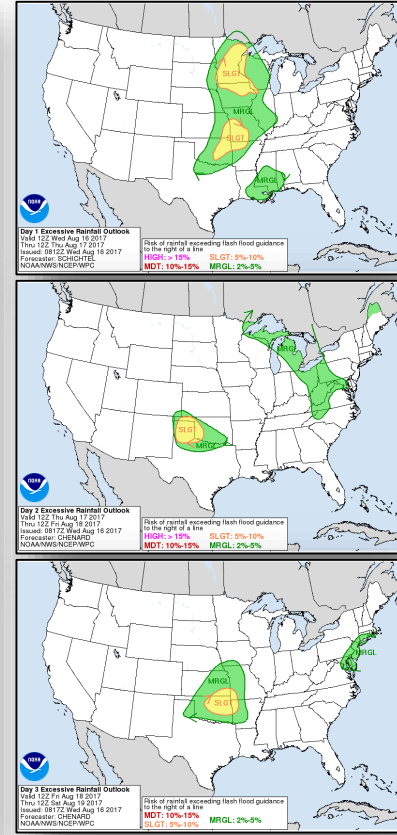 SLGT
MRGL
SLGT
MRGL
NOAA
Day 1 Excessive Rainfall Outlook
Valid 12Z Wed Aug 16 2017
Thru 12Z Thu Aug 17 2017
Issued: 0812Z Wed Aug 16 2017
Forecaster: SCHICHTEL
NOAA/NWS/NCEP/WPC
Risk of rainfall exceeding flash flood guidance
to the right of a line
HIGH: > 15% SLGT: 5%-10%
MDT: 10%-15% MRGL: 2%-5%
MRGL
SLGT
MRGL
NOAA
Day 2 Excessive Rainfall Outlook
Valid 12Z Thu Aug 17 2017
Thru 12Z Fri Aug 18 2017
Issued: 0817Z Wed Aug 16 2017
Forecaster: CHENARD
NOAA/NWS/NCEP/WPC
Risk of rainfall exceeding flash flood guidance
to the right of a line
HIGH: > 15% SLGT: 5%-10%
MDT: 10%-15% MRGL: 2%-5%
MRGL
MRGL
SLGT
NOAA
Day 3 Excessive Rainfall Outlook
Valid 12Z Fri Aug 18 2017
Thru 12Z Sat Aug 19 2017
Issued: 0817Z Wed Aug 16 2017
Forecaster: CHENARD
NOAA/NWS/NCEP/WPC
Risk of rainfall exceeding flash flood guidance
to the right of a line
MDT: 10%-15%
SLGT: 5%-10% MRGL: 2%-5%